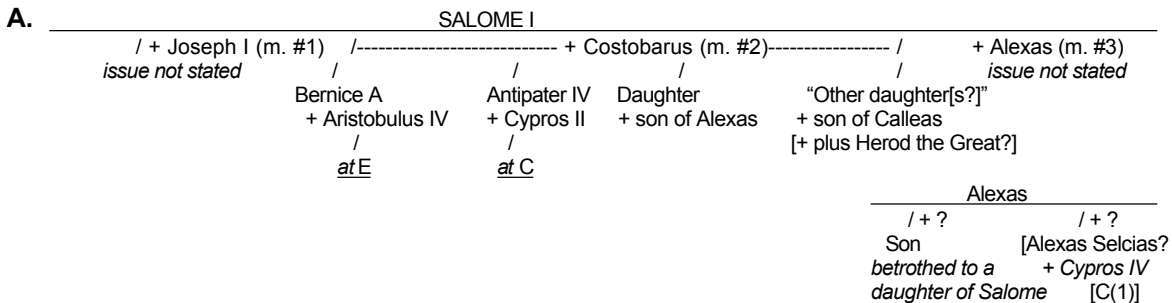 A. SALOME I
/ + Joseph I (m. #1) /--------------------------- + Costobarus (m. #2)---------------- / + Alexas (m. #3)
issue not stated / / / / issue not stated
Bernice A Antipater IV Daughter "Other daughter[s?]"
+ Aristobulus IV + Cypros II + son of Alexas + son of Calleas
/ / [+ plus Herod the Great?]
at E at C
Alexas
/ + ? / + ?
Son [Alexas Selcias?
betrothed to a + Cypros IV
daughter of Salome [C(1)]